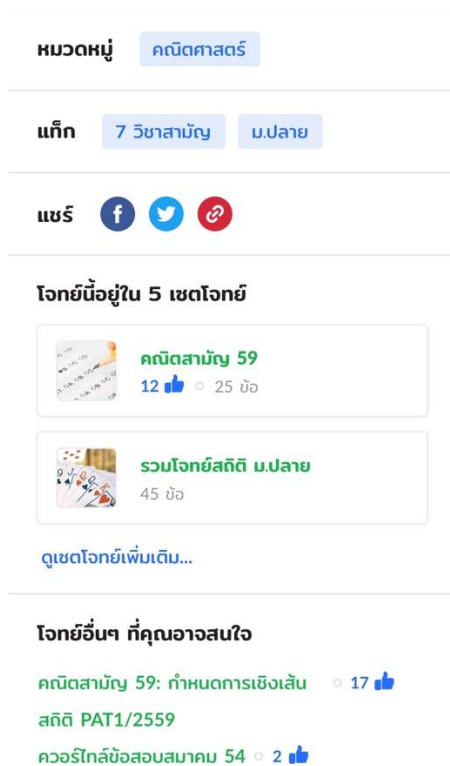 หมวดหมู่ คณิตศาสตร์
แท็ก 7 วิชาสามัญ ม.ปลาย
แชร์
โจทย์นี้อยู่ใน 5 เซตโจทย์
คณิตสามัญ 59
12 25 ข้อ
รวมโจทย์สถิติ ม.ปลาย
45 ข้อ
ดูเซตโจทย์เพิ่มเติม...
โจทย์อื่นๆ ที่คุณอาจสนใจ
คณิตสามัญ 59: กำหนดการเชิงเส้น 17
สถิติ PAT1/2559
ควอร์ไทล์ข้อสอบสมาคม 54 2